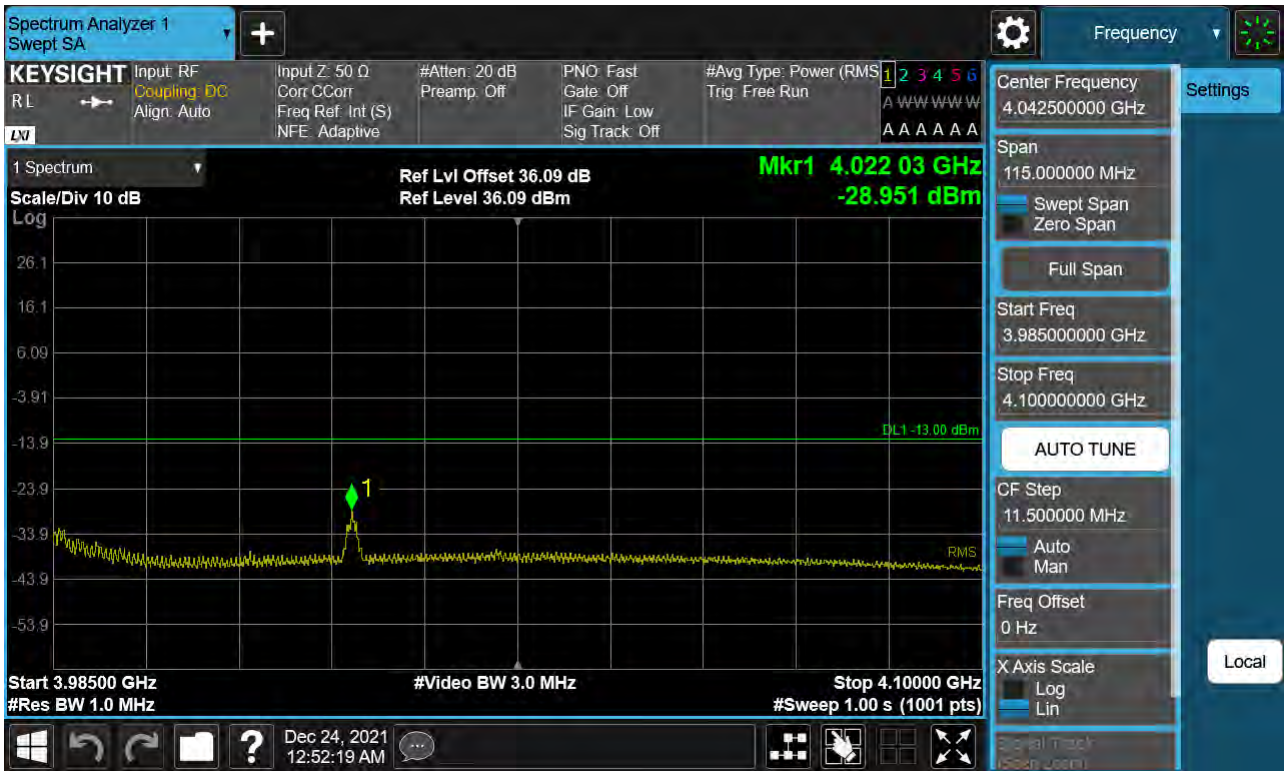 Spectrum Analyzer 1
Swept SA
Frequency
KEYSIGHT
RL
LXI
Input: RF
Coupling: DC
Align: Auto
Input Z: 50 Ω
Corr CCorr
Freq Ref: Int (S)
NFE: Adaptive
#Atten: 20 dB
Preamp: Off
PNO: Fast
Gate: Off
IF Gain: Low
Sig Track: Off
#Avg Type: Power (RMS
Trig: Free Run
1 2 3 4 5 6
A W W W W W
A A A A A A
1 Spectrum
Scale/Div 10 dB
Log
Ref Lvl Offset 36.09 dB
Ref Level 36.09 dBm
Mkr1 4.022 03 GHz
-28.951 dBm
26.1
16.1
6.09
-3.91
-13.9
-23.9
-33.9
-43.9
-53.9
DL1 -13.00 dBm
1
RMS
Start 3.98500 GHz
#Res BW 1.0 MHz
#Video BW 3.0 MHz
Stop 4.10000 GHz
#Sweep 1.00 s (1001 pts)
Center Frequency
4.042500000 GHz
Span
115.000000 MHz
Swept Span
Zero Span
Full Span
Start Freq
3.985000000 GHz
Stop Freq
4.100000000 GHz
AUTO TUNE
CF Step
11.500000 MHz
Auto
Man
Freq Offset
0 Hz
X Axis Scale
Log
Lin
Signal Track
(Span Zoom)
Settings
Local
?
Dec 24, 2021
12:52:19 AM